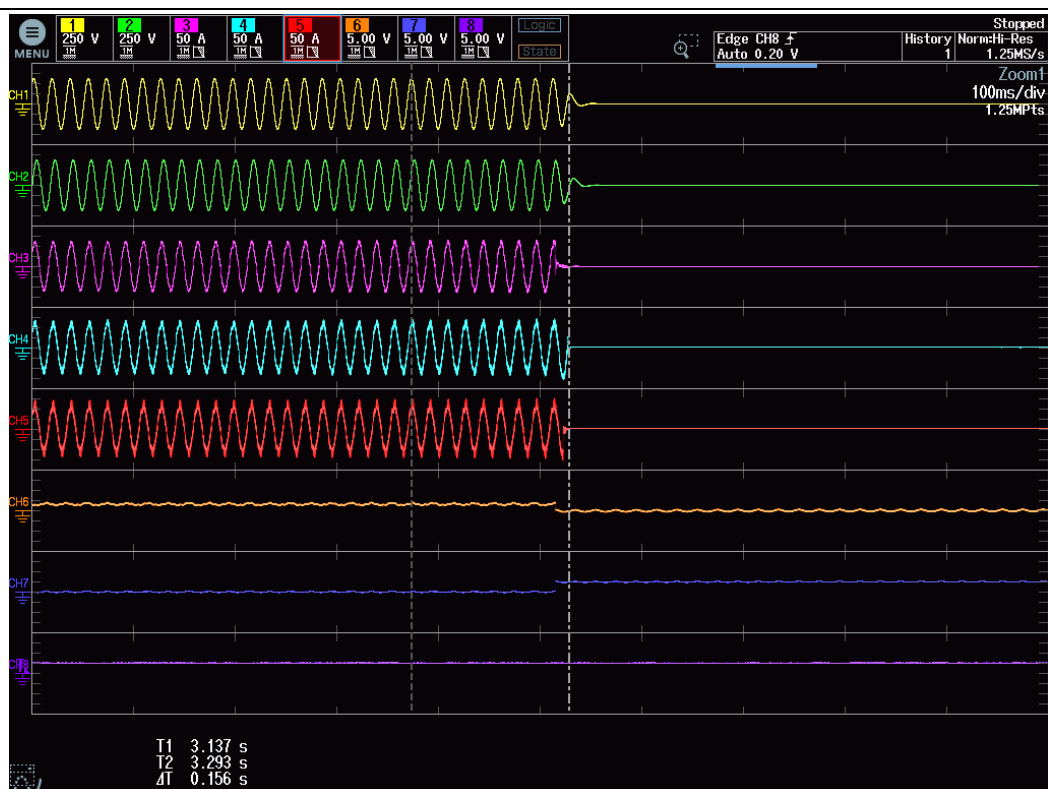 MENU
1 2 3 4 5 6 7 8 Logic
250 V 250 V 50 A 50 A 50 A 5.00 V 5.00 V 5.00 V State
1M 1M 1M 1M 1M 1M 1M 1M
Stopped
Edge CH8 History Norm:Hi-Res
Auto 0.20 V 1 1.25MS/s
Zoom1
100ms/div
1.25MPts
CH1
CH2
CH3
CH4
CH5
CH6
CH7
CH8
T1 3.137 s
T2 3.293 s
ΔT 0.156 s